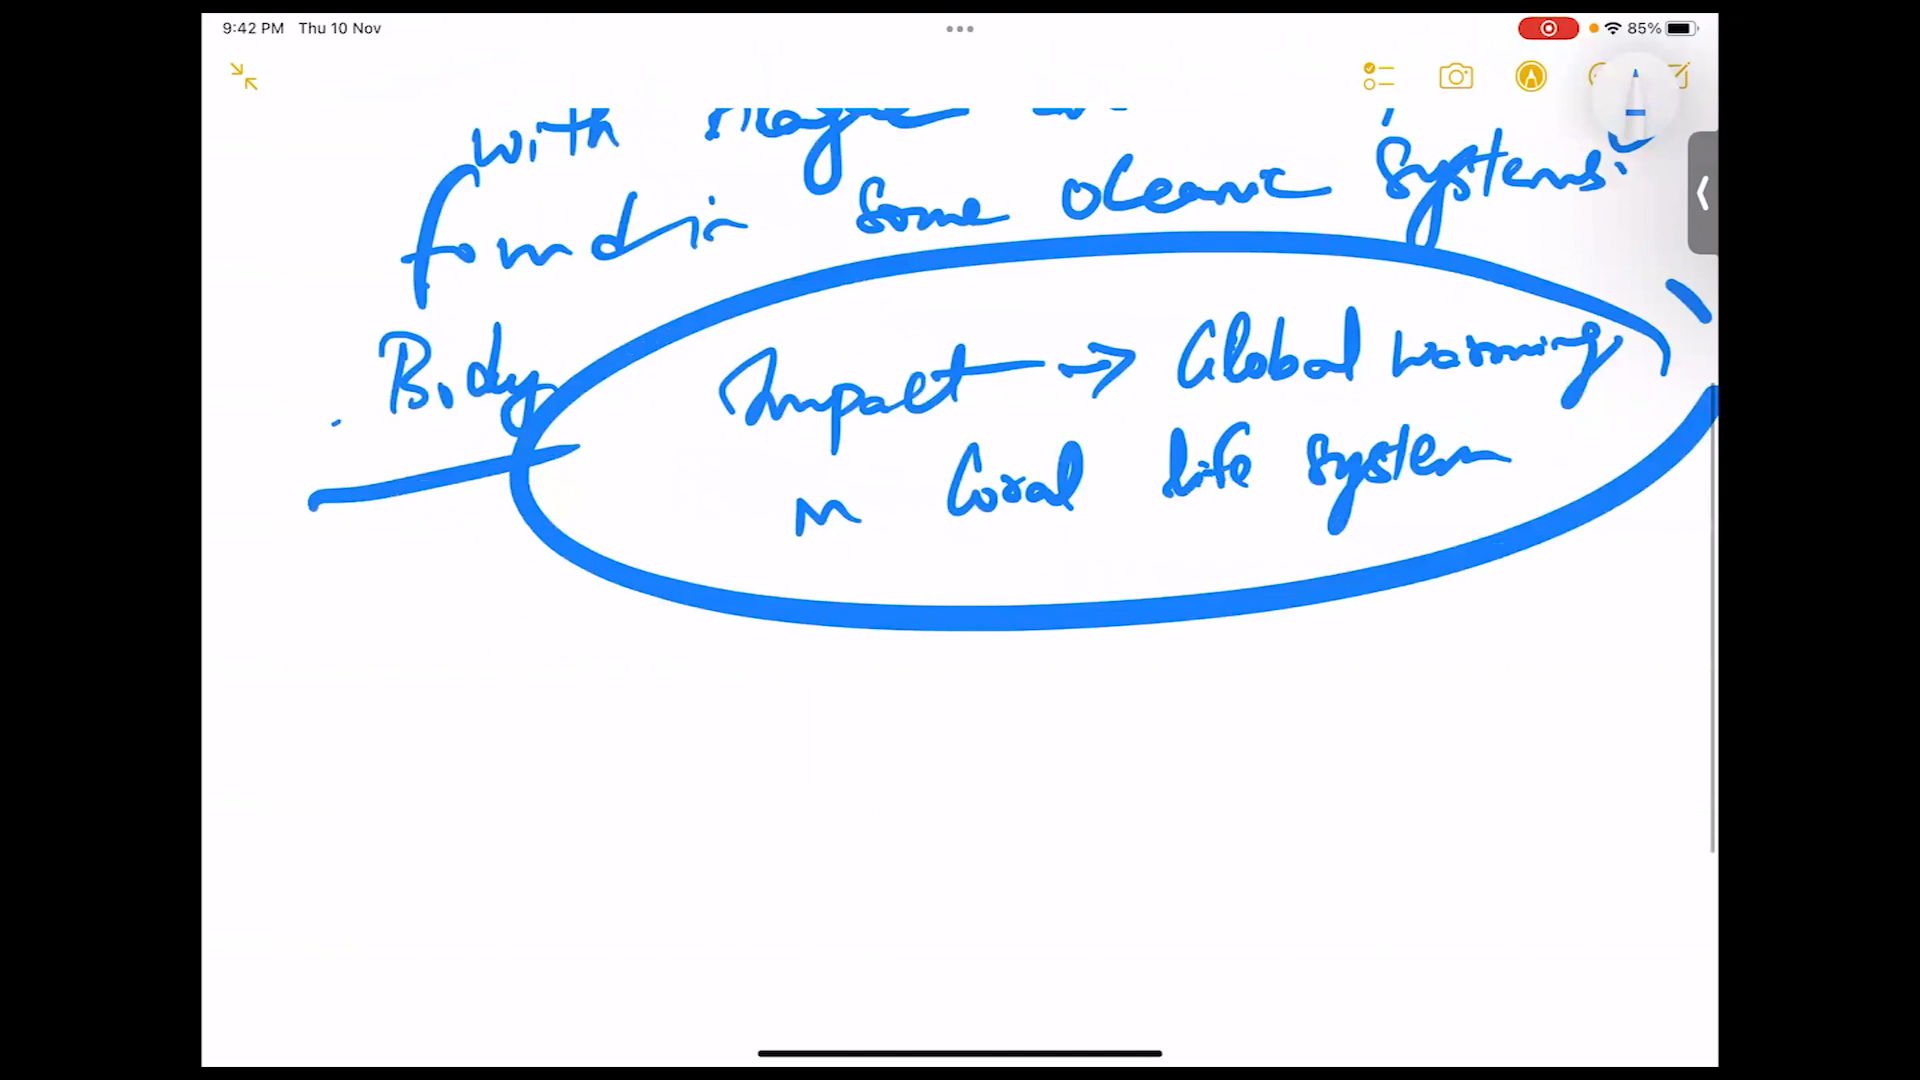 9:42 PM Thu 10 Nov
85%
with
found in some oceanic systems.
Body
Impact → Global warming
on Coral life system